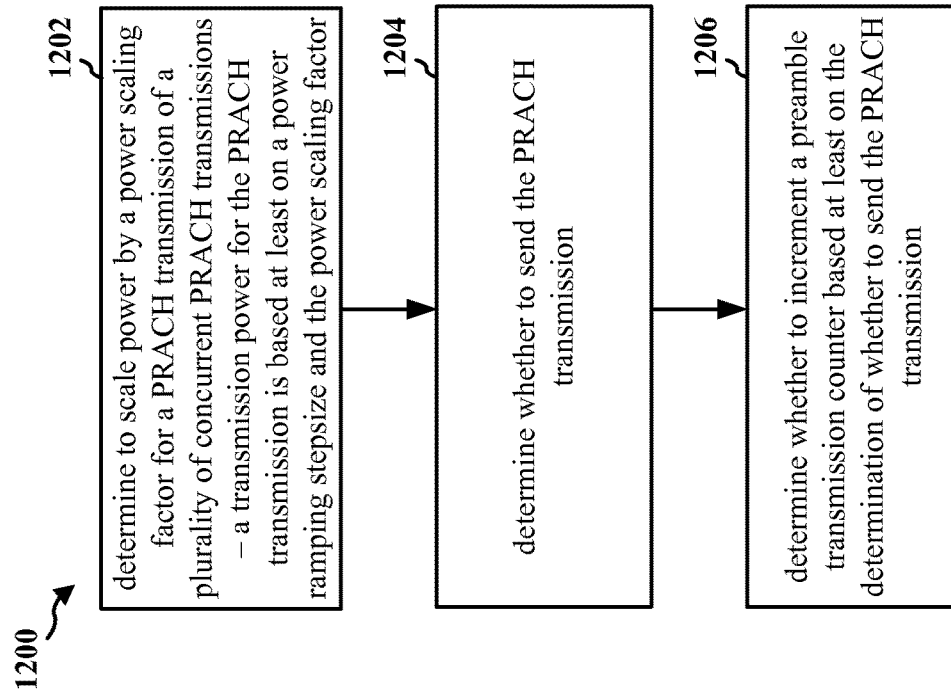 1200
1202
determine to scale power by a power scaling
factor for a PRACH transmission of a
plurality of concurrent PRACH transmissions
– a transmission power for the PRACH
transmission is based at least on a power
ramping stepsize and the power scaling factor
1204
determine whether to send the PRACH
transmission
1206
determine whether to increment a preamble
transmission counter based at least on the
determination of whether to send the PRACH
transmission